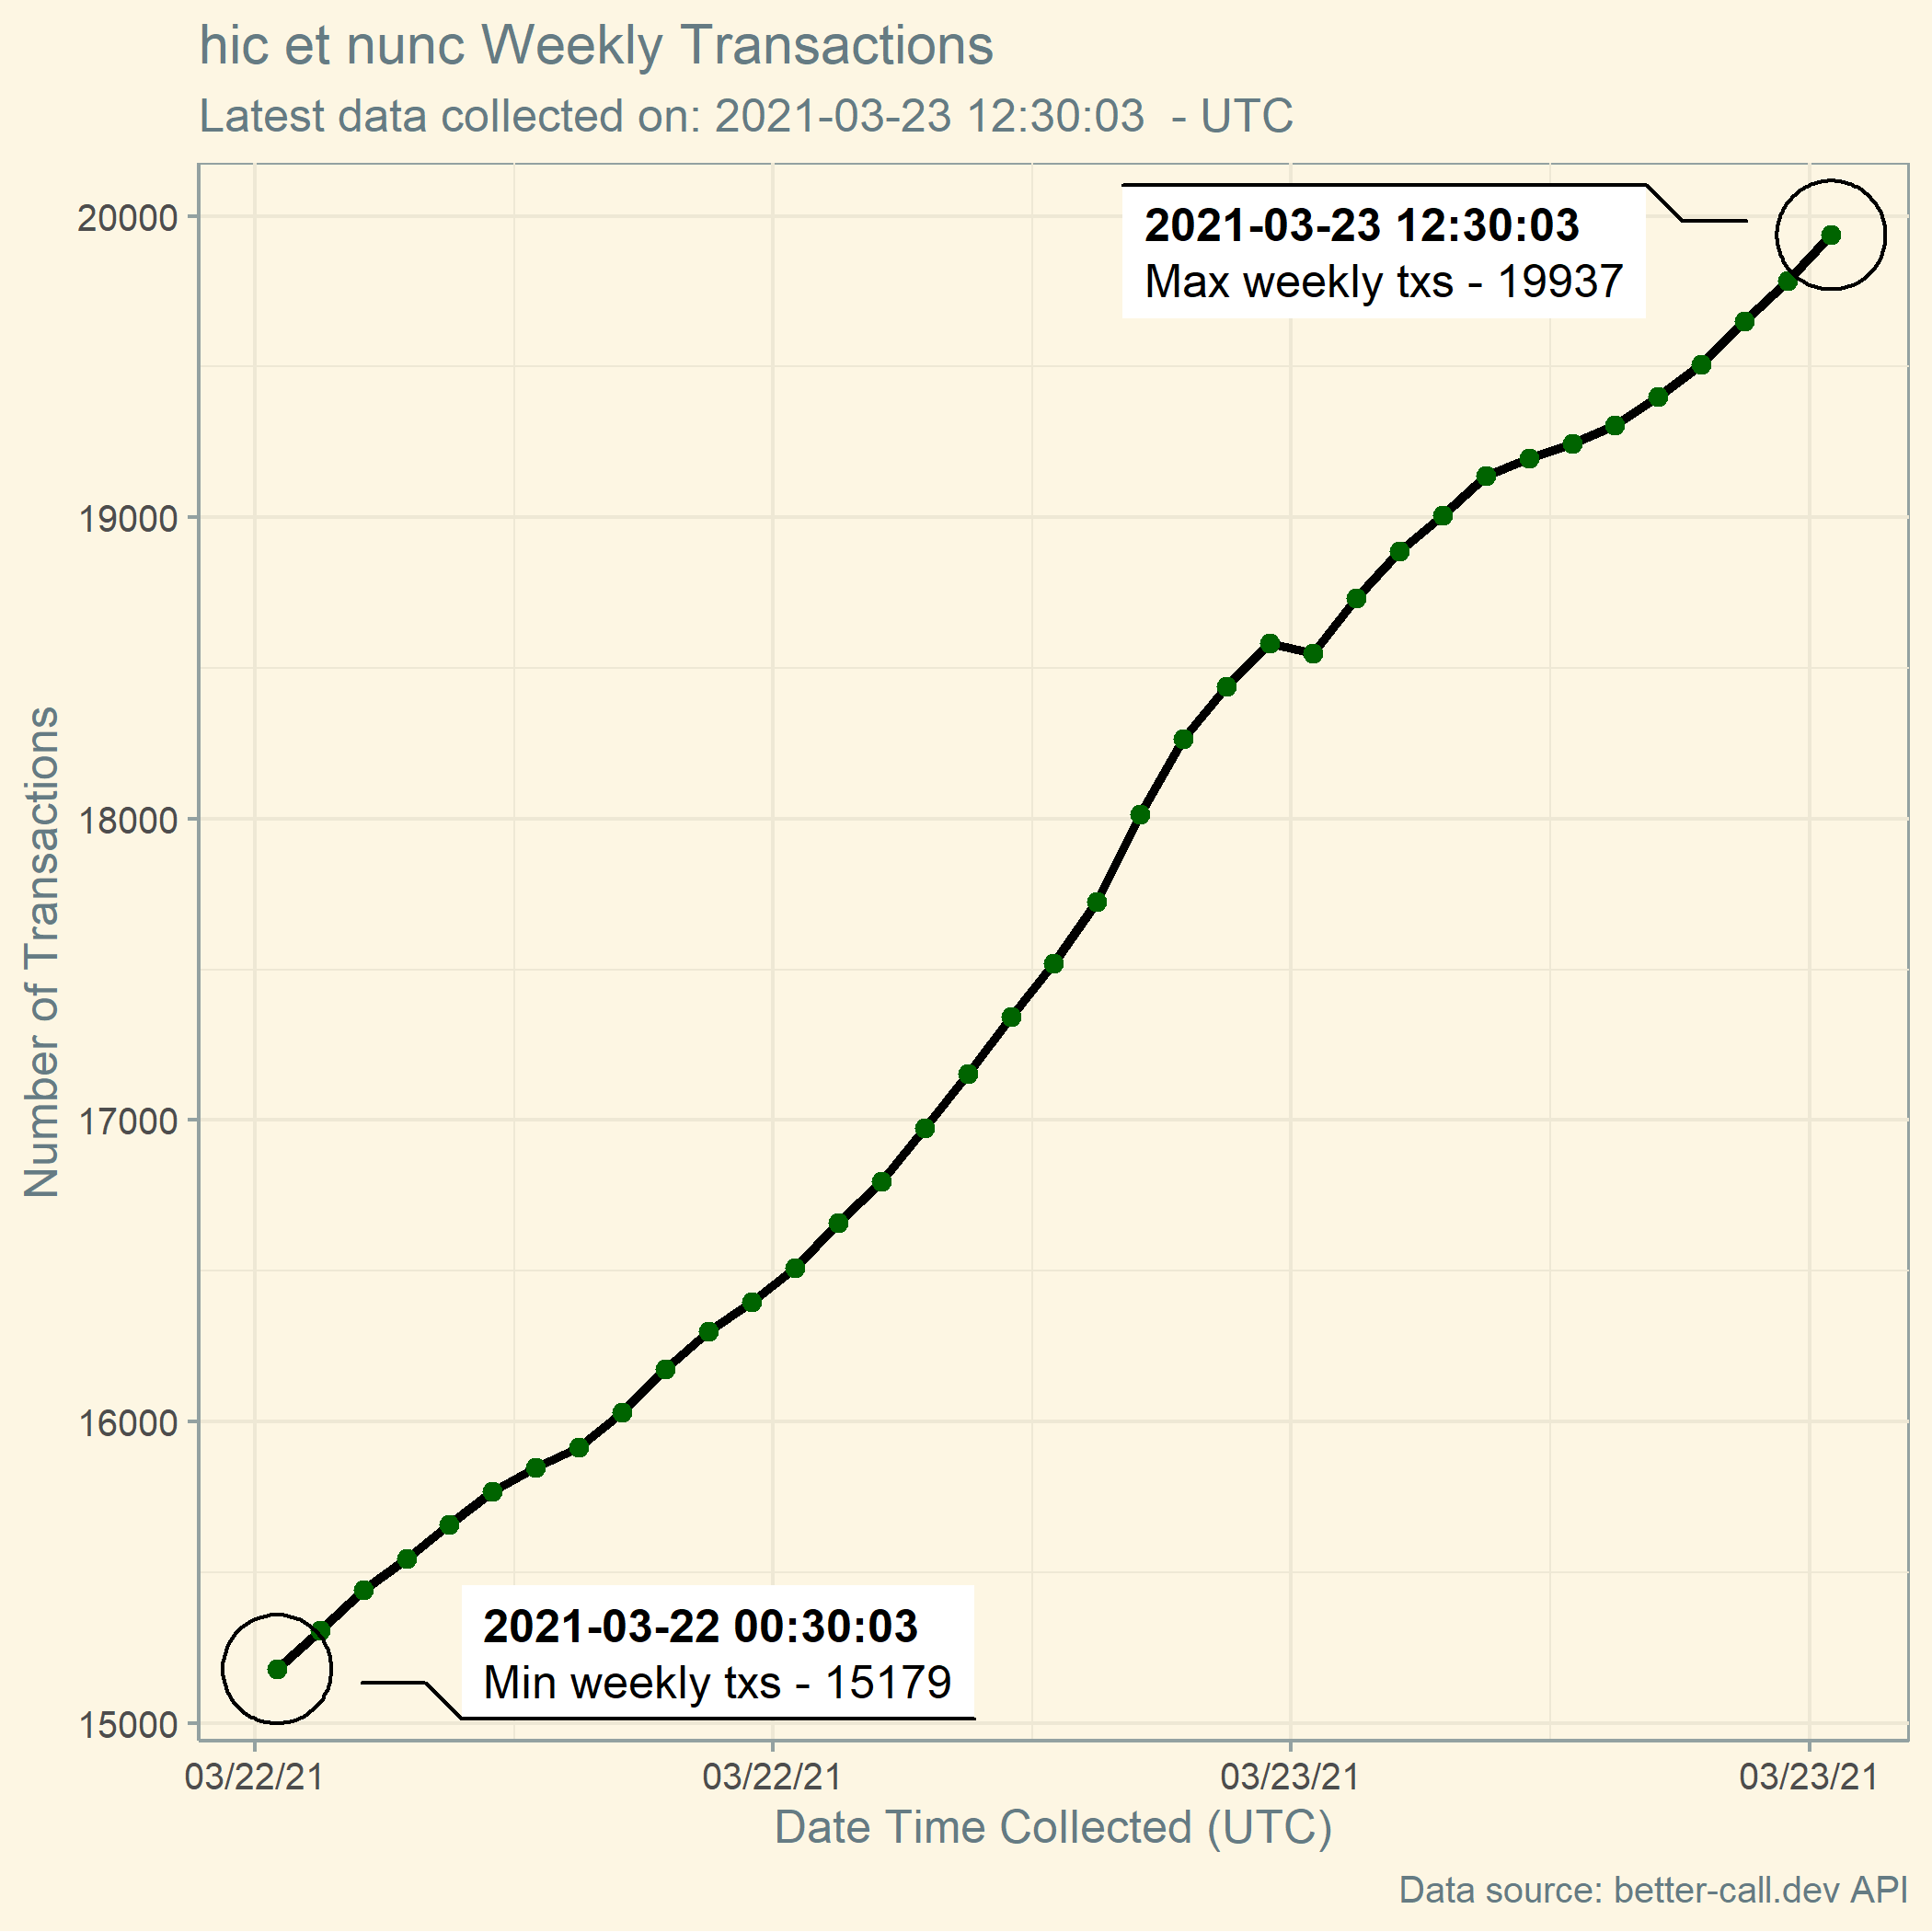 hic et nunc Weekly Transactions
Latest data collected on: 2021-03-23 12:30:03 - UTC
Number of Transactions
20000
19000
18000
17000
16000
15000
2021-03-23 12:30:03
Max weekly txs - 19937
2021-03-22 00:30:03
Min weekly txs - 15179
03/22/21 03/22/21 03/23/21 03/23/21
Date Time Collected (UTC)
Data source: better-call.dev API